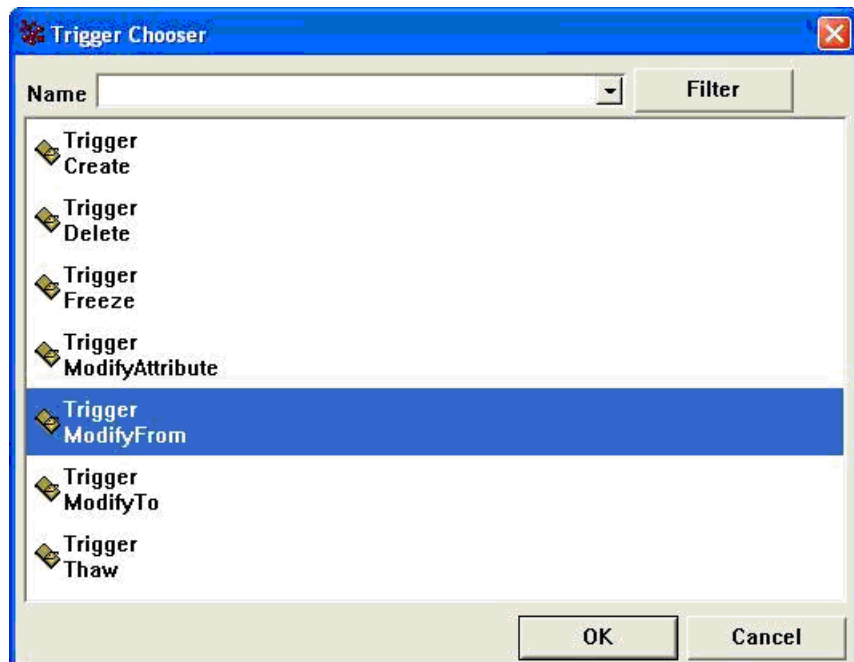 Trigger Chooser
Name
Filter
Trigger
Create
Trigger
Delete
Trigger
Freeze
Trigger
ModifyAttribute
Trigger
ModifyFrom
Trigger
ModifyTo
Trigger
Thaw
OK
Cancel